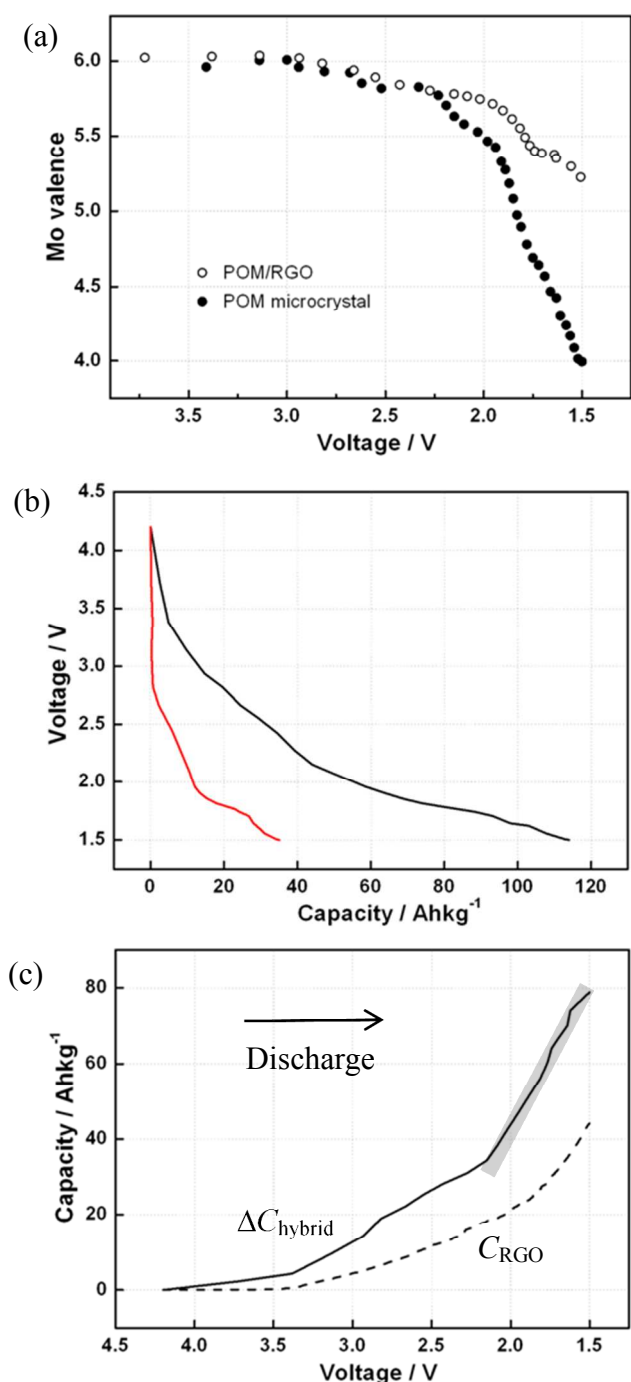 (a)
6.0
5.5
5.0
4.5
4.0
Mo valence
POM/RGO
POM microcrystal
3.5 3.0 2.5 2.0 1.5
Voltage / V
(b)
4.5
4.0
3.5
3.0
2.5
2.0
1.5
Voltage / V
0 20 40 60 80 100 120
Capacity / Ahkg⁻¹
(c)
80
60
40
20
0
Capacity / Ahkg⁻¹
Discharge
ΔC_hybrid
C_RGO
4.5 4.0 3.5 3.0 2.5 2.0 1.5
Voltage / V